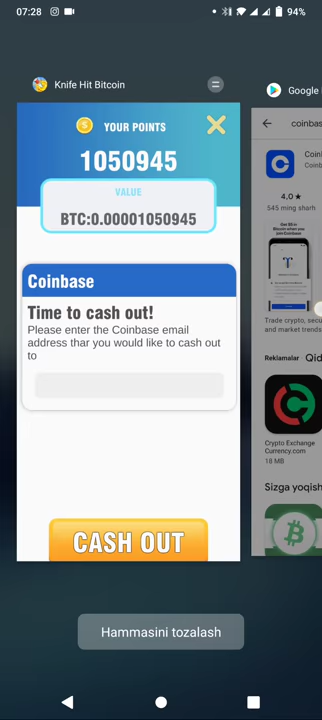 07:28
94%
Knife Hit Bitcoin
Google
YOUR POINTS
1050945
VALUE
BTC:0.00001050945
Coinbase
Time to cash out!
Please enter the Coinbase email
address thar you would like to cash out
to
CASH OUT
coinbas
Coin
Coinb
4,0 ★
545 ming sharh
Trade crypto, secu
and market trends
Reklamalar · Qid
Crypto Exchange
Currency.com
18 MB
Sizga yoqish
Hammasini tozalash